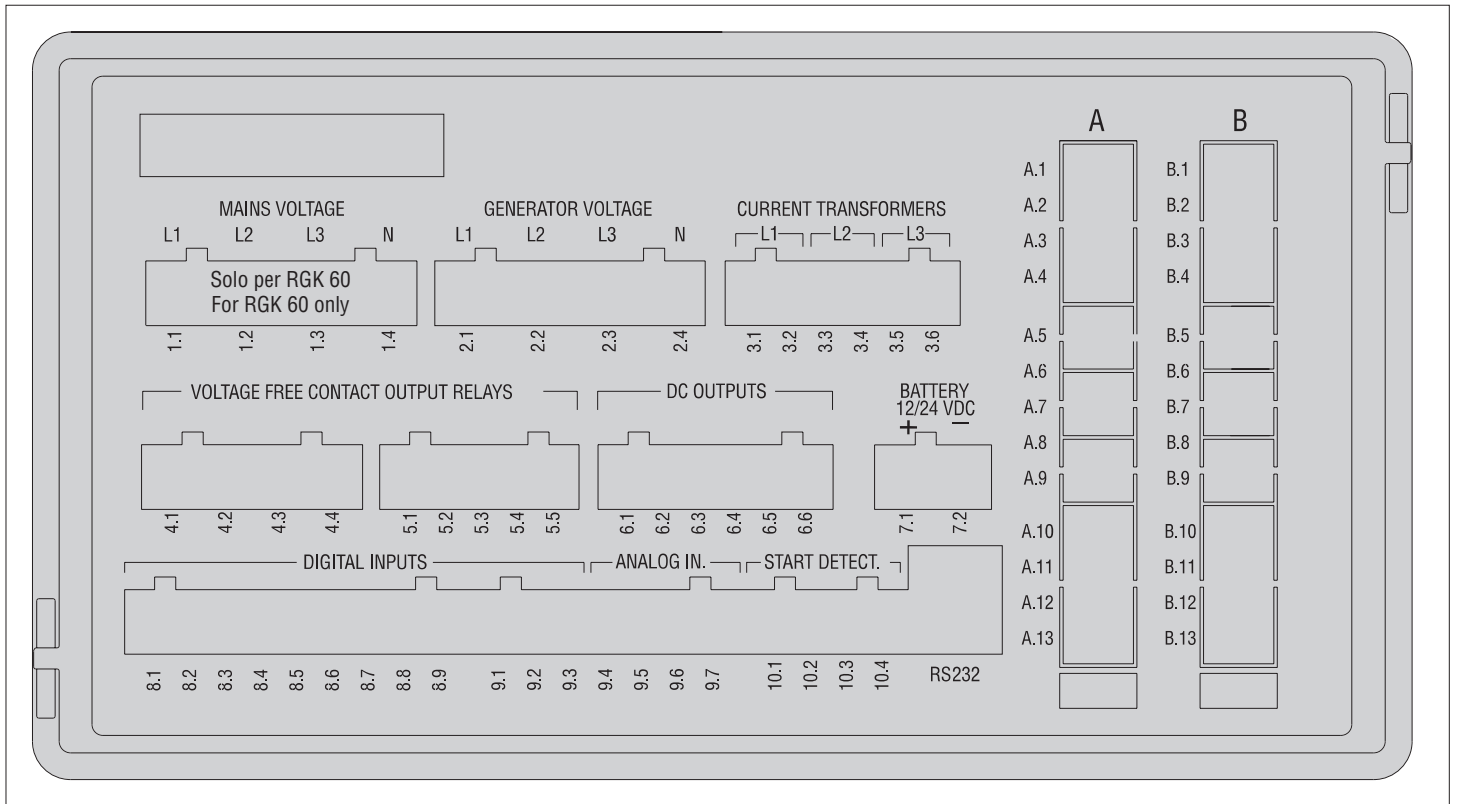 A B
MAINS VOLTAGE GENERATOR VOLTAGE CURRENT TRANSFORMERS
L1 L2 L3 N L1 L2 L3 N L1 L2 L3
Solo per RGK 60
For RGK 60 only
1.1 1.2 1.3 1.4 2.1 2.2 2.3 2.4 3.1 3.2 3.3 3.4 3.5 3.6
VOLTAGE FREE CONTACT OUTPUT RELAYS DC OUTPUTS BATTERY
12/24 VDC
+ –
4.1 4.2 4.3 4.4 5.1 5.2 5.3 5.4 5.5 6.1 6.2 6.3 6.4 6.5 6.6 7.1 7.2
DIGITAL INPUTS ANALOG IN. START DETECT.
8.1 8.2 8.3 8.4 8.5 8.6 8.7 8.8 8.9 9.1 9.2 9.3 9.4 9.5 9.6 9.7 10.1 10.2 10.3 10.4 RS232
A.1 B.1
A.2 B.2
A.3 B.3
A.4 B.4
A.5 B.5
A.6 B.6
A.7 B.7
A.8 B.8
A.9 B.9
A.10 B.10
A.11 B.11
A.12 B.12
A.13 B.13